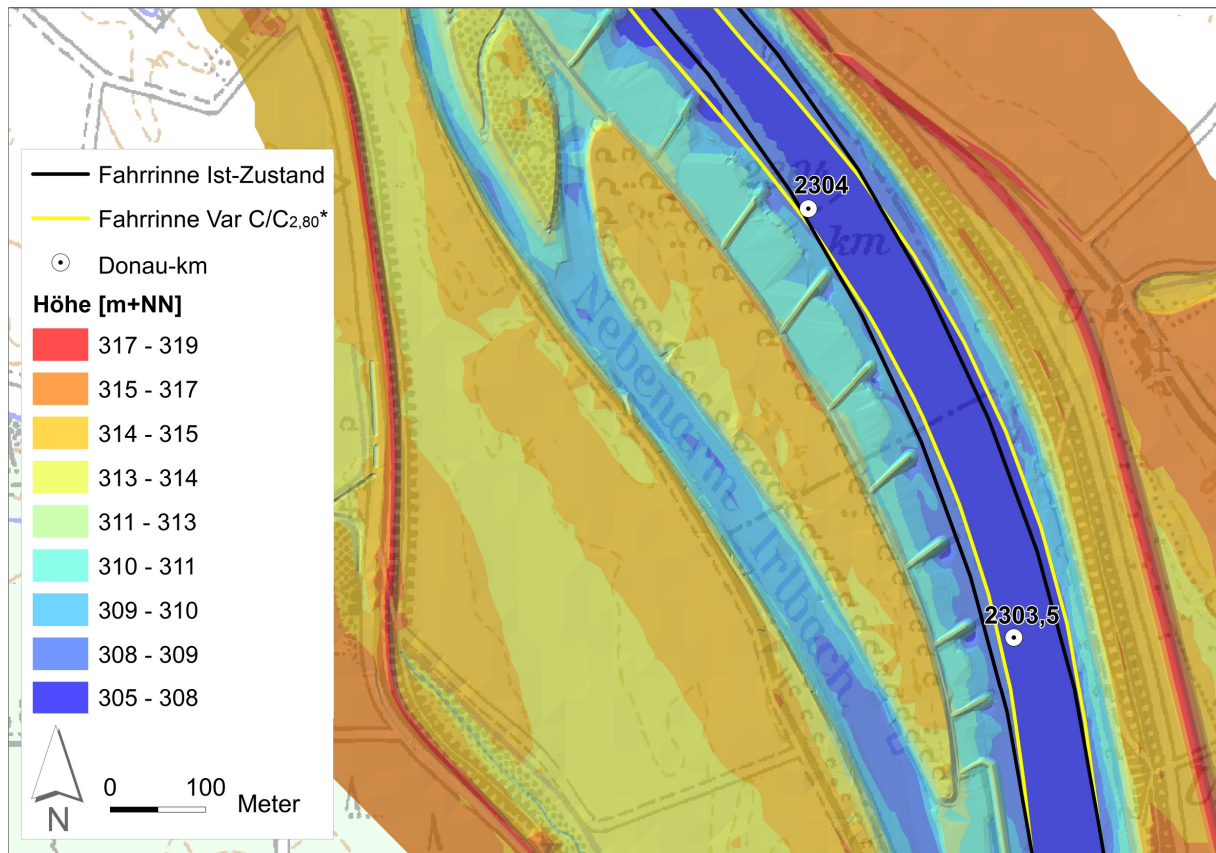 Fahrrinne Ist-Zustand
Fahrrinne Var C/C2,80*
Donau-km
Höhe [m+NN]
317 - 319
315 - 317
314 - 315
313 - 314
311 - 313
310 - 311
309 - 310
308 - 309
305 - 308
N
0 100 Meter
2304
km
Nebenarm Irlbach
2303,5